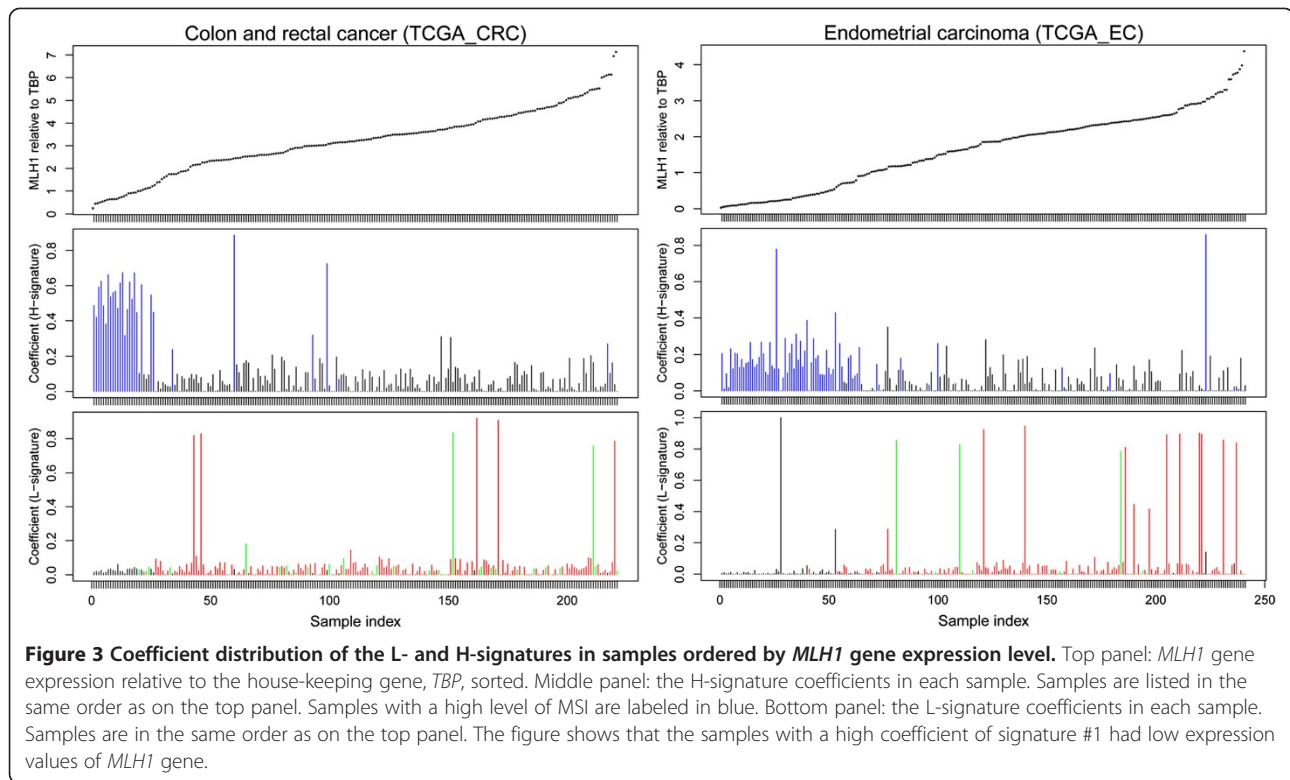 Colon and rectal cancer (TCGA_CRC)
MLH1 relative to TBP
0 1 2 3 4 5 6 7
Coefficient (H−signature)
0.0 0.2 0.4 0.6 0.8
Coefficient (L−signature)
0.0 0.2 0.4 0.6 0.8
0 50 100 150 200
Sample index
Endometrial carcinoma (TCGA_EC)
MLH1 relative to TBP
0 1 2 3 4
Coefficient (H−signature)
0.0 0.2 0.4 0.6 0.8
Coefficient (L−signature)
0.0 0.2 0.4 0.6 0.8 1.0
0 50 100 150 200 250
Sample index
Figure 3 Coefficient distribution of the L- and H-signatures in samples ordered by MLH1 gene expression level. Top panel: MLH1 gene
expression relative to the house-keeping gene, TBP, sorted. Middle panel: the H-signature coefficients in each sample. Samples are listed in the
same order as on the top panel. Samples with a high level of MSI are labeled in blue. Bottom panel: the L-signature coefficients in each sample.
Samples are in the same order as on the top panel. The figure shows that the samples with a high coefficient of signature #1 had low expression
values of MLH1 gene.